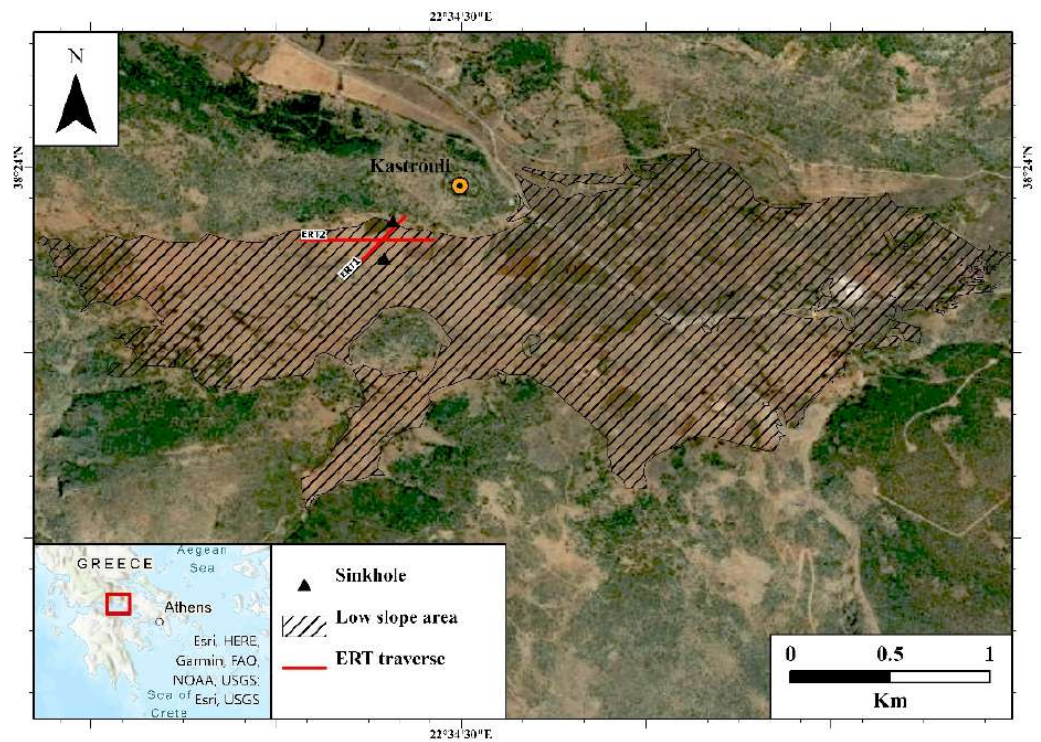 22°34'30"E
N
38°24'N
38°24'N
Kastrouli
ERT2
ERT1
GREECE
Aegean
Sea
Athens
Esri, HERE,
Garmin, FAO,
NOAA, USGS;
Esri, USGS
Sea of
Crete
Sinkhole
Low slope area
ERT traverse
0 0.5 1
Km
22°34'30"E